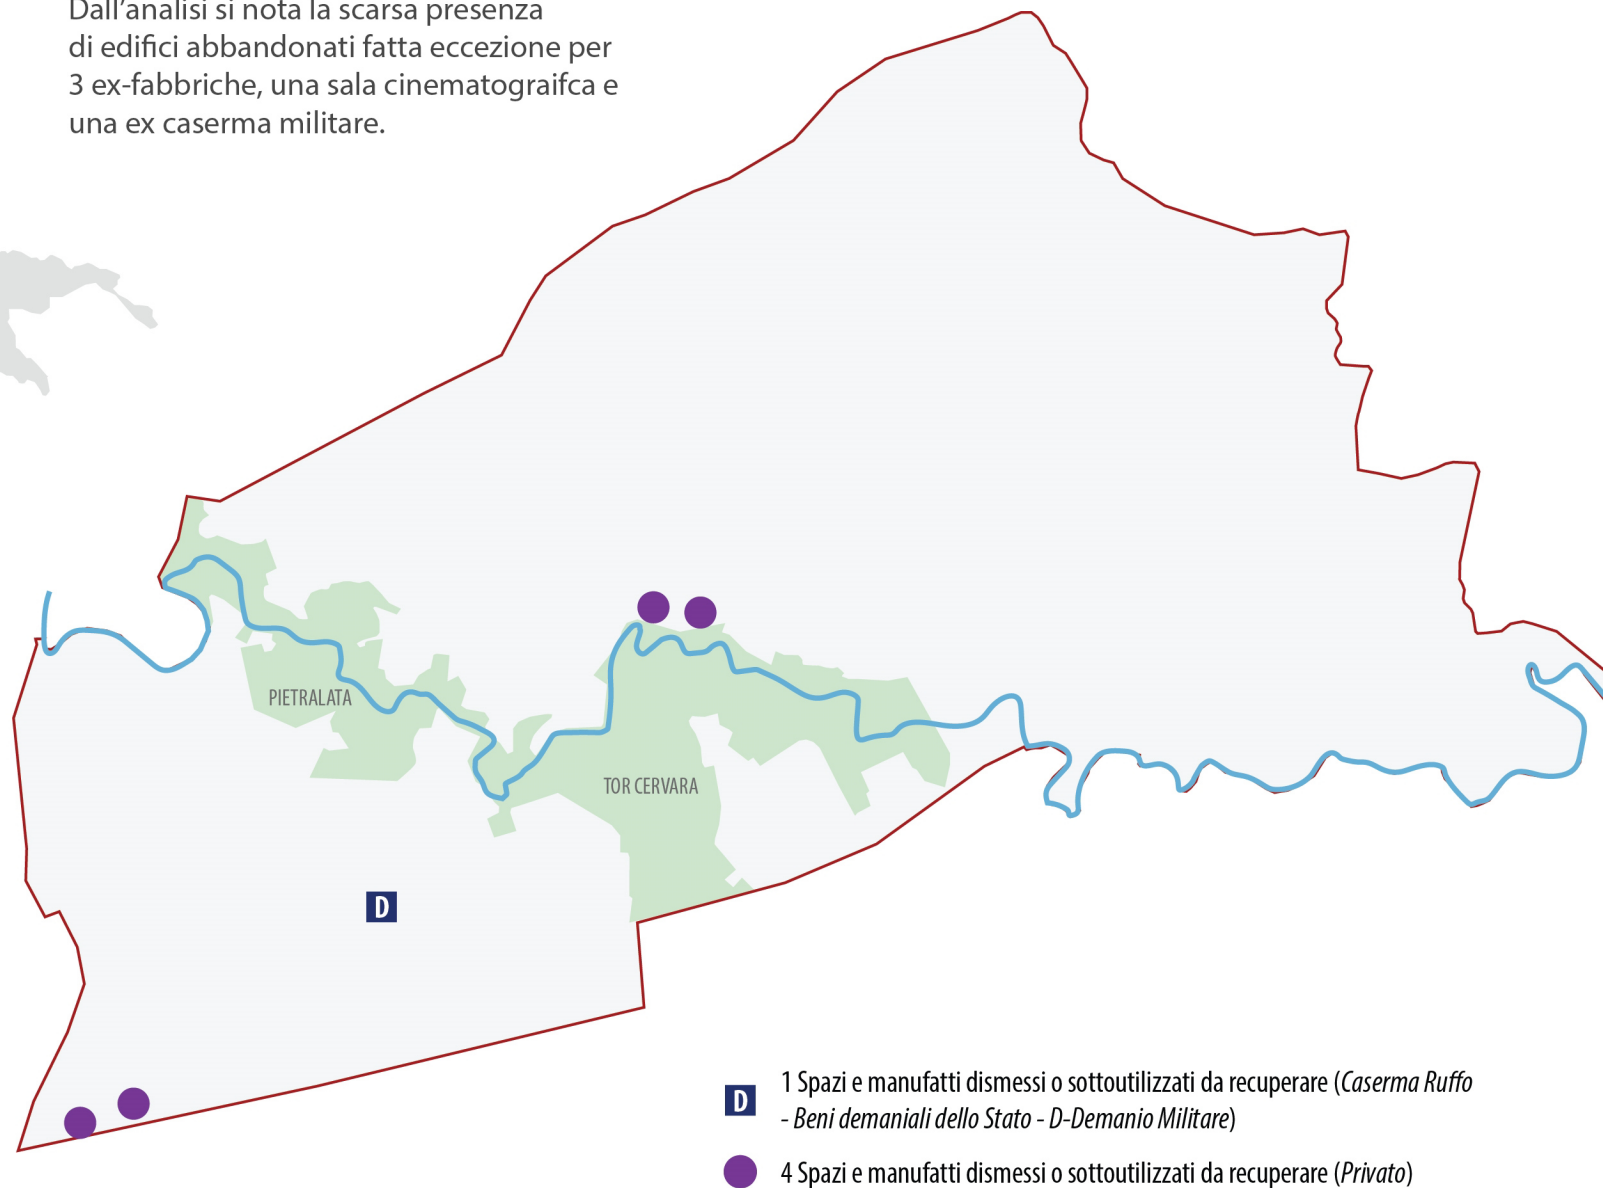 Dall'analisi si nota la scarsa presenza
di edifici abbandonati fatta eccezione per
3 ex-fabbriche, una sala cinematograifca e
una ex caserma militare.
PIETRALATA
TOR CERVARA
D
D
1 Spazi e manufatti dismessi o sottoutilizzati da recuperare (Caserma Ruffo
- Beni demaniali dello Stato - D-Demanio Militare)
4 Spazi e manufatti dismessi o sottoutilizzati da recuperare (Privato)